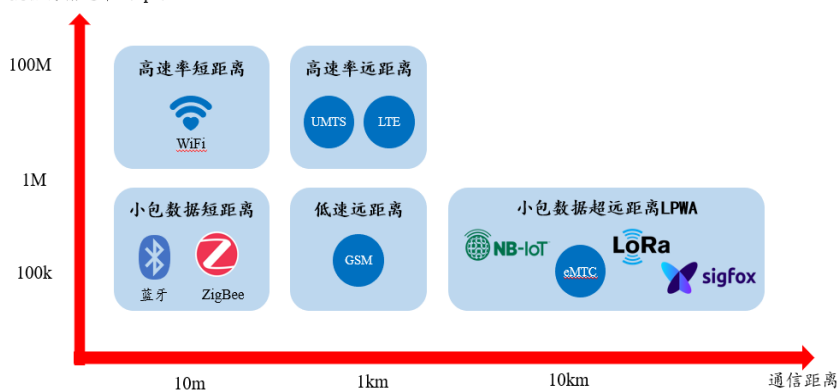 100M
高速率短距离
高速率远距离
WiFi
UMTS
LTE
1M
小包数据短距离
低速远距离
小包数据超远距离LPWA
NB-IoT
LoRa
eMTC
sigfox
GSM
100k
蓝牙
ZigBee
10m
1km
10km
通信距离